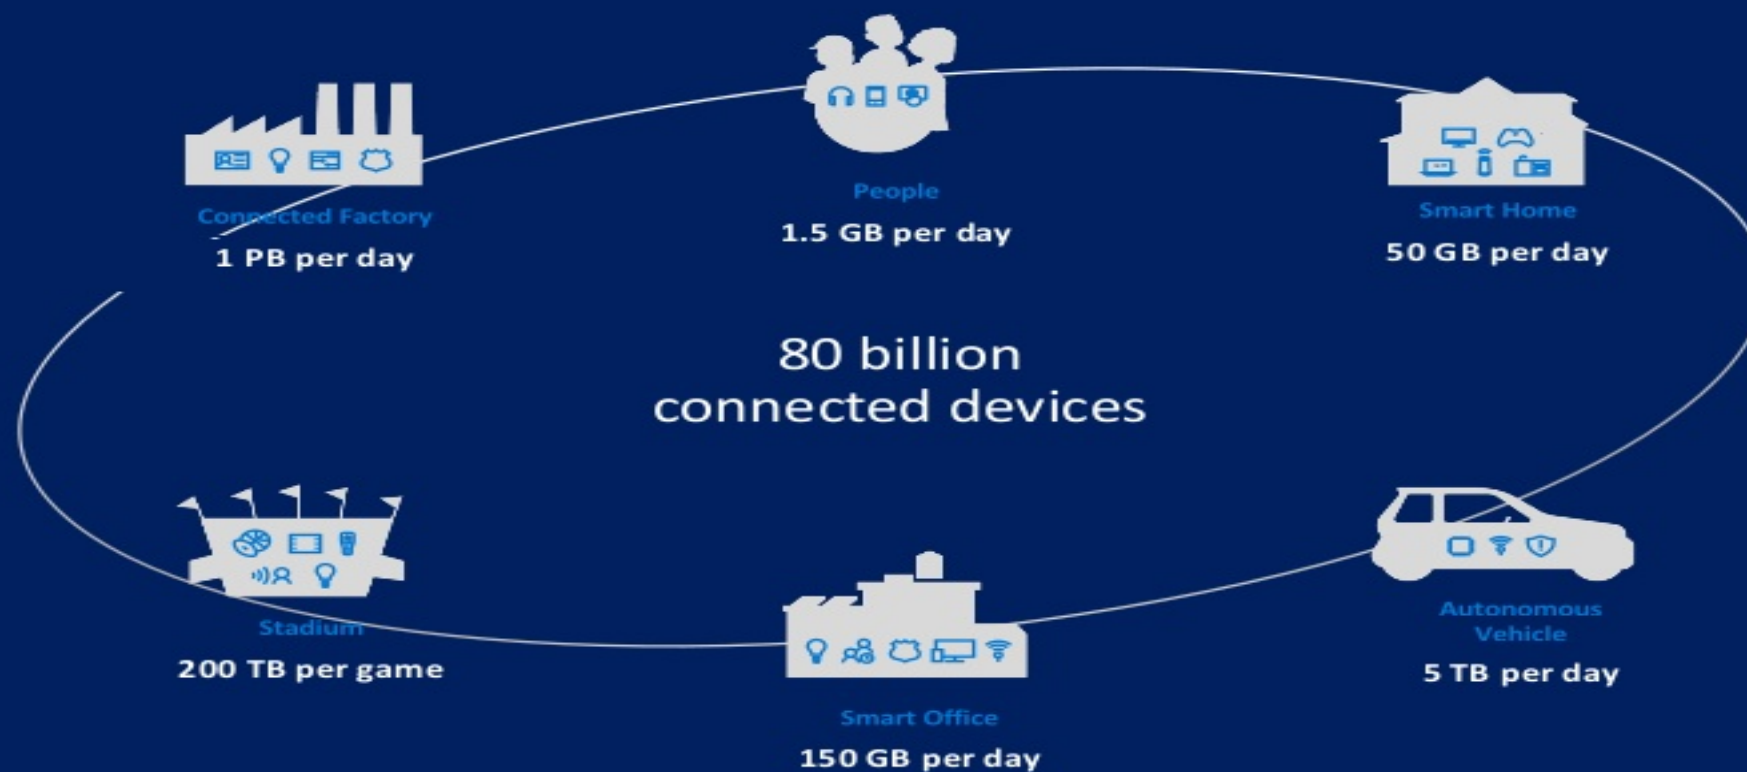 Connected Factory
1 PB per day
People
1.5 GB per day
Smart Home
50 GB per day
80 billion
connected devices
Stadium
200 TB per game
Smart Office
150 GB per day
Autonomous
Vehicle
5 TB per day